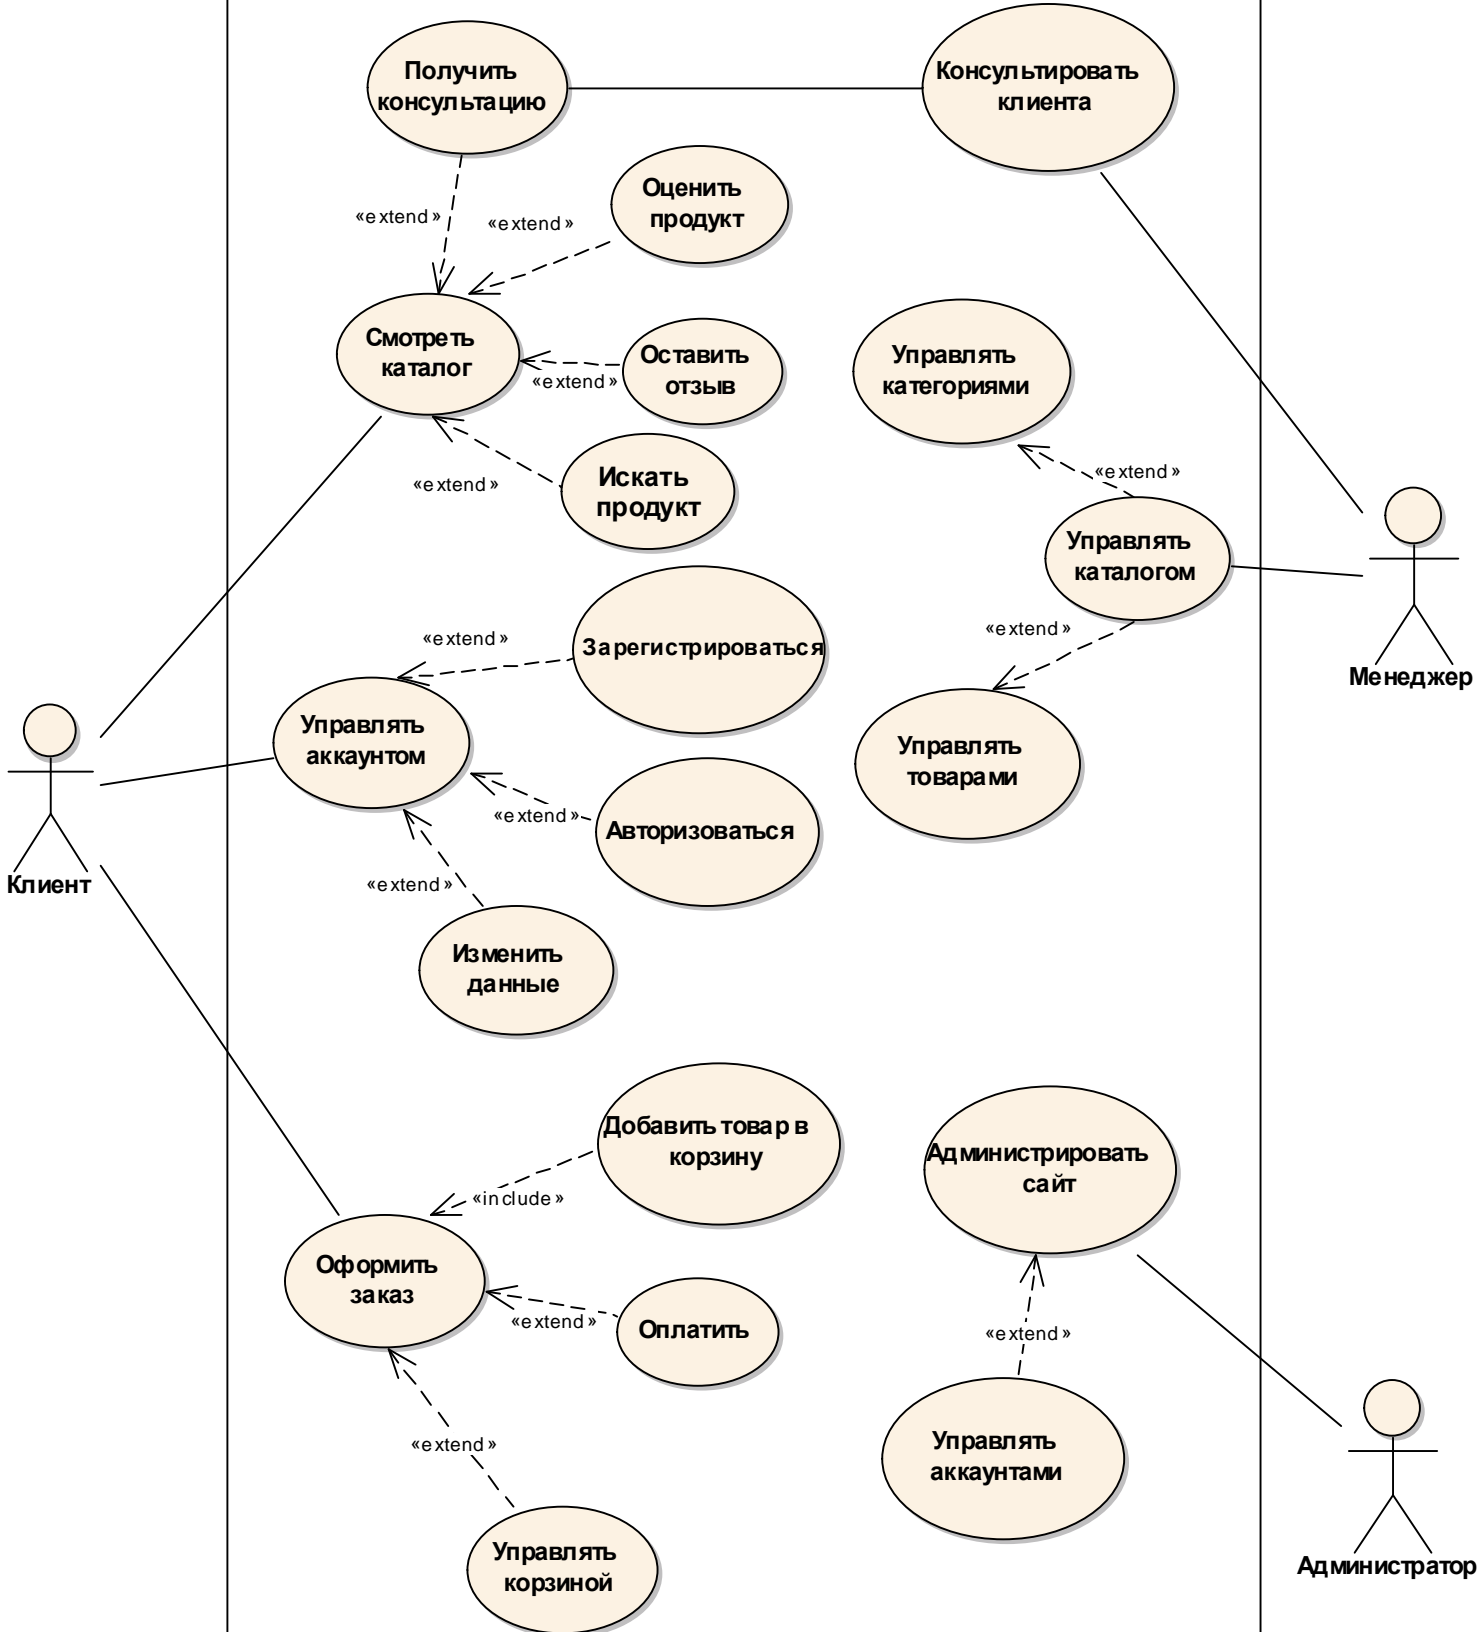 Получить
консультацию
Консультировать
клиента
Оценить
продукт
«extend»
«extend»
Смотреть
каталог
Оставить
отзыв
«extend»
Управлять
категориями
Искать
продукт
«extend»
«extend»
Управлять
каталогом
«extend»
Менеджер
Зарегистрироваться
«extend»
Управлять
аккаунтом
Управлять
товарами
«extend»
Авторизоваться
Клиент
«extend»
Изменить
данные
Добавить товар в
корзину
«include»
Администрировать
сайт
Оформить
заказ
«extend»
Оплатить
«extend»
«extend»
Управлять
аккаунтами
Управлять
корзиной
Администратор